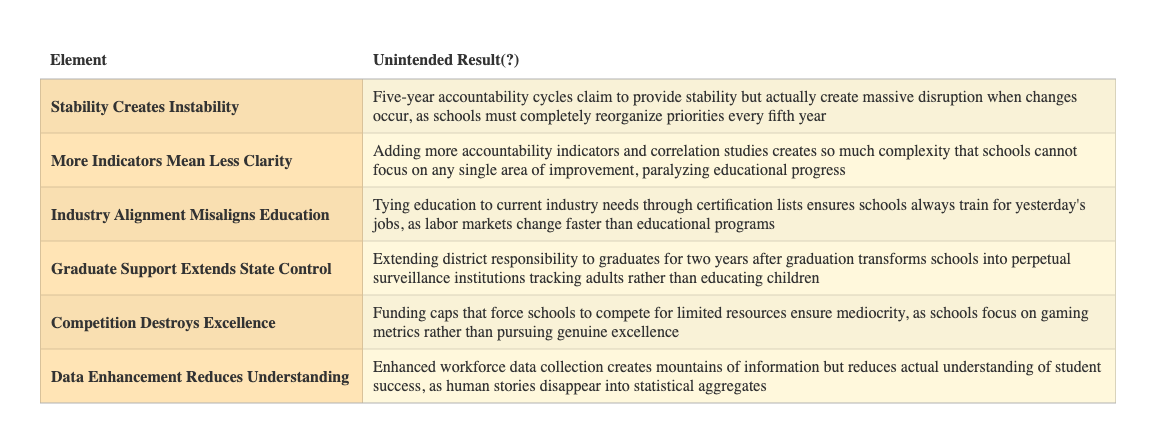 Element Unintended Result(?)
Stability Creates Instability
Five-year accountability cycles claim to provide stability but actually create massive disruption when changes
occur, as schools must completely reorganize priorities every fifth year
More Indicators Mean Less Clarity
Adding more accountability indicators and correlation studies creates so much complexity that schools cannot
focus on any single area of improvement, paralyzing educational progress
Industry Alignment Misaligns Education
Tying education to current industry needs through certification lists ensures schools always train for yesterday's
jobs, as labor markets change faster than educational programs
Graduate Support Extends State Control
Extending district responsibility to graduates for two years after graduation transforms schools into perpetual
surveillance institutions tracking adults rather than educating children
Competition Destroys Excellence
Funding caps that force schools to compete for limited resources ensure mediocrity, as schools focus on gaming
metrics rather than pursuing genuine excellence
Data Enhancement Reduces Understanding
Enhanced workforce data collection creates mountains of information but reduces actual understanding of student
success, as human stories disappear into statistical aggregates